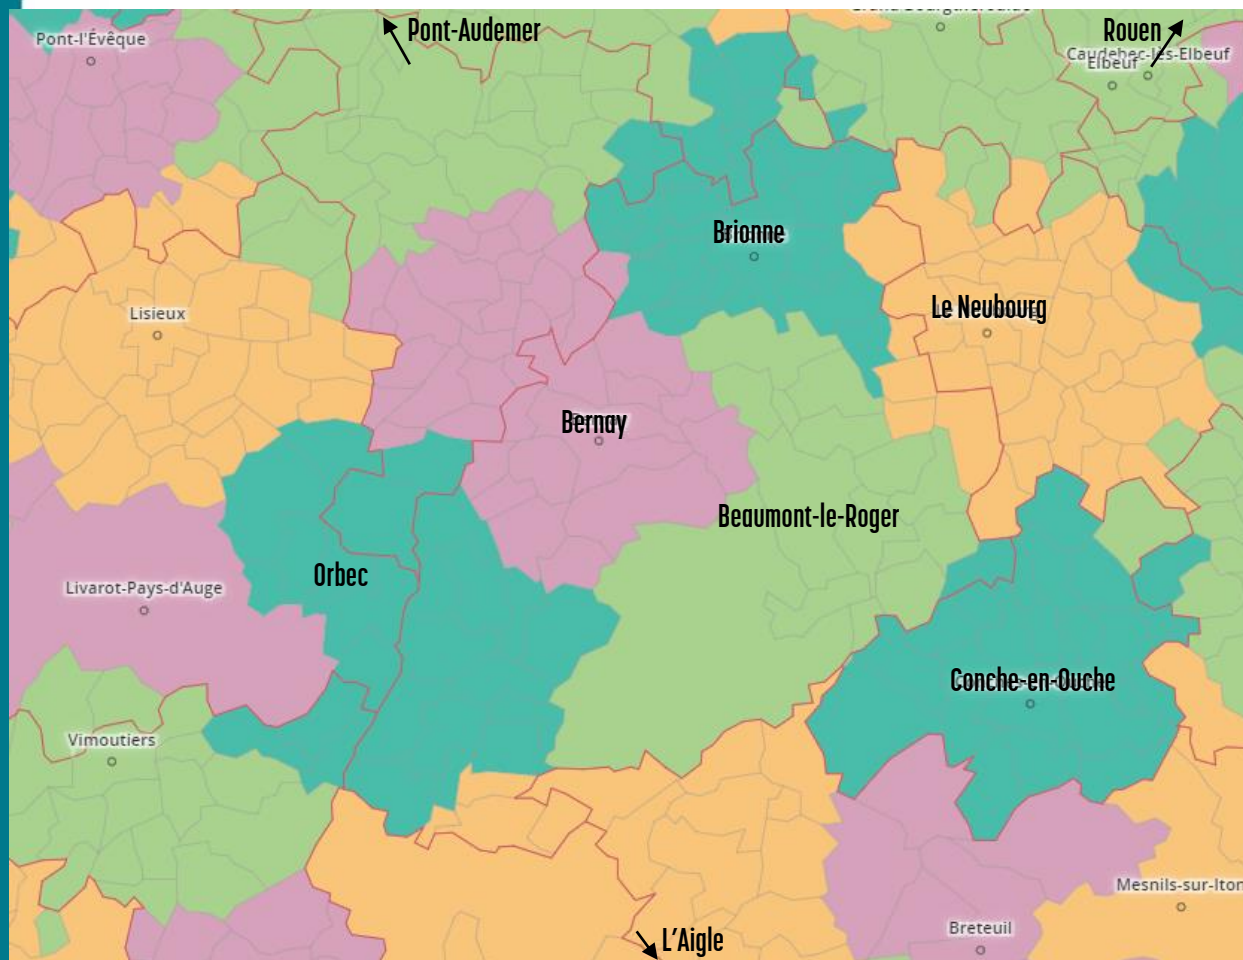 Pont-l'Évêque
Pont-Audemer
Rouen
Caudebec-lès-Elbeuf
Elbeuf
Brionne
Lisieux
Le Neubourg
Bernay
Beaumont-le-Roger
Orbec
Livarot-Pays-d'Auge
Conche-en-Ouche
Vimoutiers
Mesnils-sur-Iton
Breteuil
L'Aigle